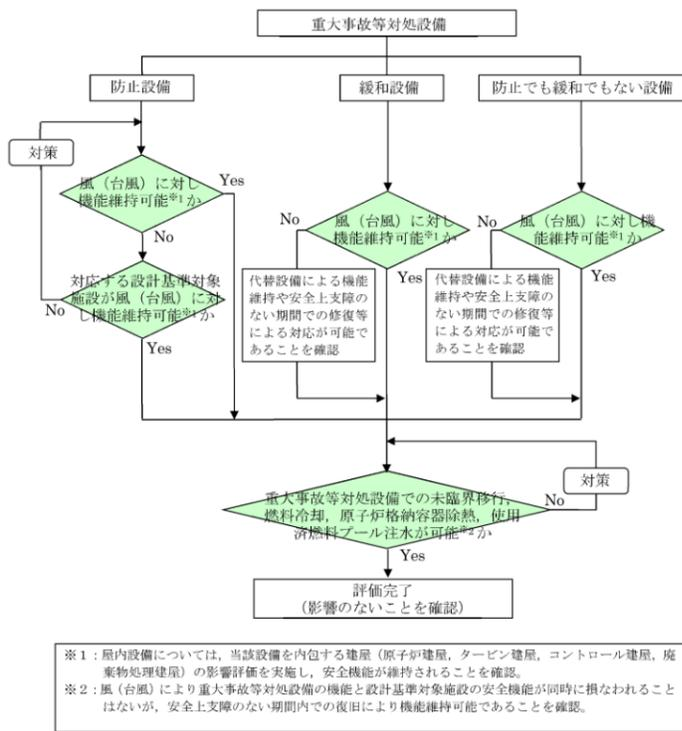 重大事故等対処設備
防止設備
緩和設備
防止でも緩和でもない設備
対策
風（台風）に対し
機能維持可能※1か
Yes
No
対応する設計基準対象
施設が風（台風）に対
し機能維持可能※1か
No
Yes
No
風（台風）に対し
機能維持可能※1か
Yes
代替設備による機能
維持や安全上支障の
ない期間での修復等
による対応が可能で
あることを確認
No
風（台風）に対し機
能維持可能※1か
Yes
代替設備による機能
維持や安全上支障の
ない期間での修復等
による対応が可能で
あることを確認
対策
重大事故等対処設備での未臨界移行，
燃料冷却，原子炉格納容器除熱，使用
済燃料プール注水が可能※2か
No
Yes
評価完了
（影響のないことを確認）
※１：屋内設備については，当該設備を内包する建屋（原子炉建屋，タービン建屋，コントロール建屋，廃
棄物処理建屋）の影響評価を実施し，安全機能が維持されることを確認。
※２：風（台風）により重大事故等対処設備の機能と設計基準対象施設の安全機能が同時に損なわれること
はないが，安全上支障のない期間内での復旧により機能維持可能であることを確認。